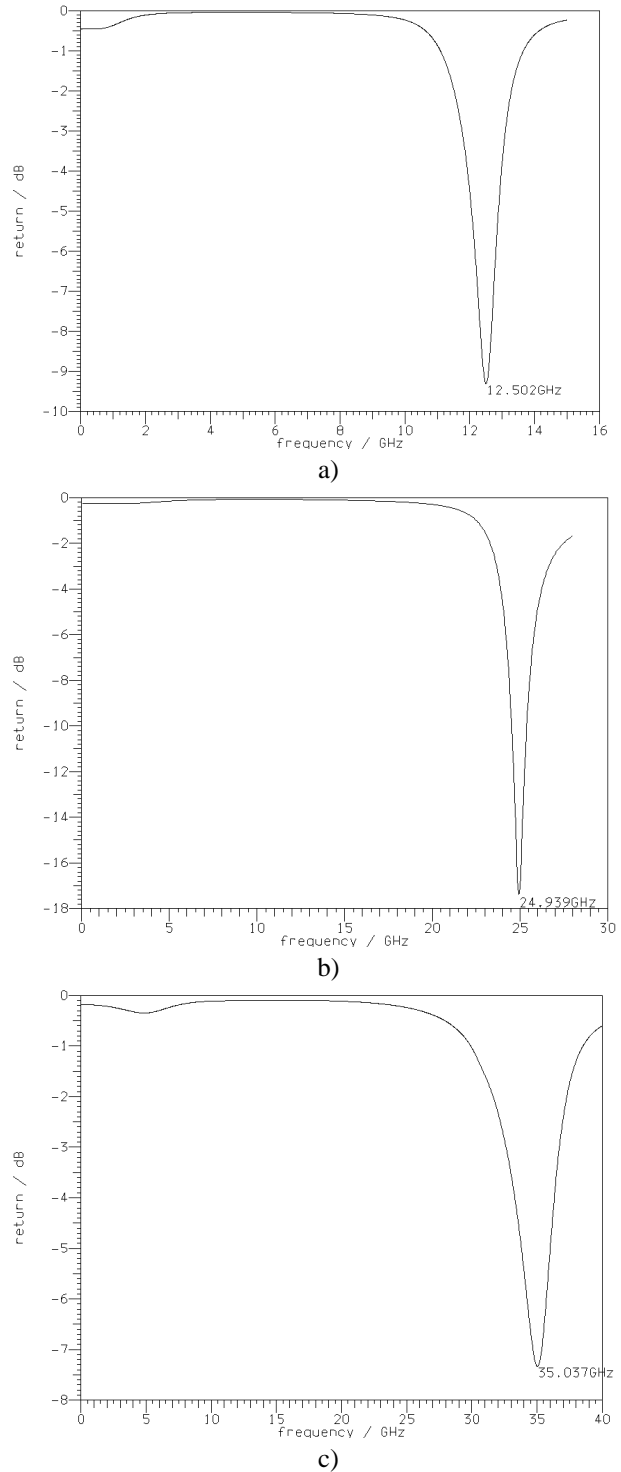 0
-1
-2
-3
-4
-5
-6
-7
-8
-9
-10
return / dB
12.502GHz
0 2 4 6 8 10 12 14 16
frequency / GHz
a)
0
-2
-4
-6
-8
-10
-12
-14
-16
-18
return / dB
24.939GHz
0 5 10 15 20 25 30
frequency / GHz
b)
0
-1
-2
-3
-4
-5
-6
-7
-8
return / dB
35.037GHz
0 5 10 15 20 25 30 35 40
frequency / GHz
c)